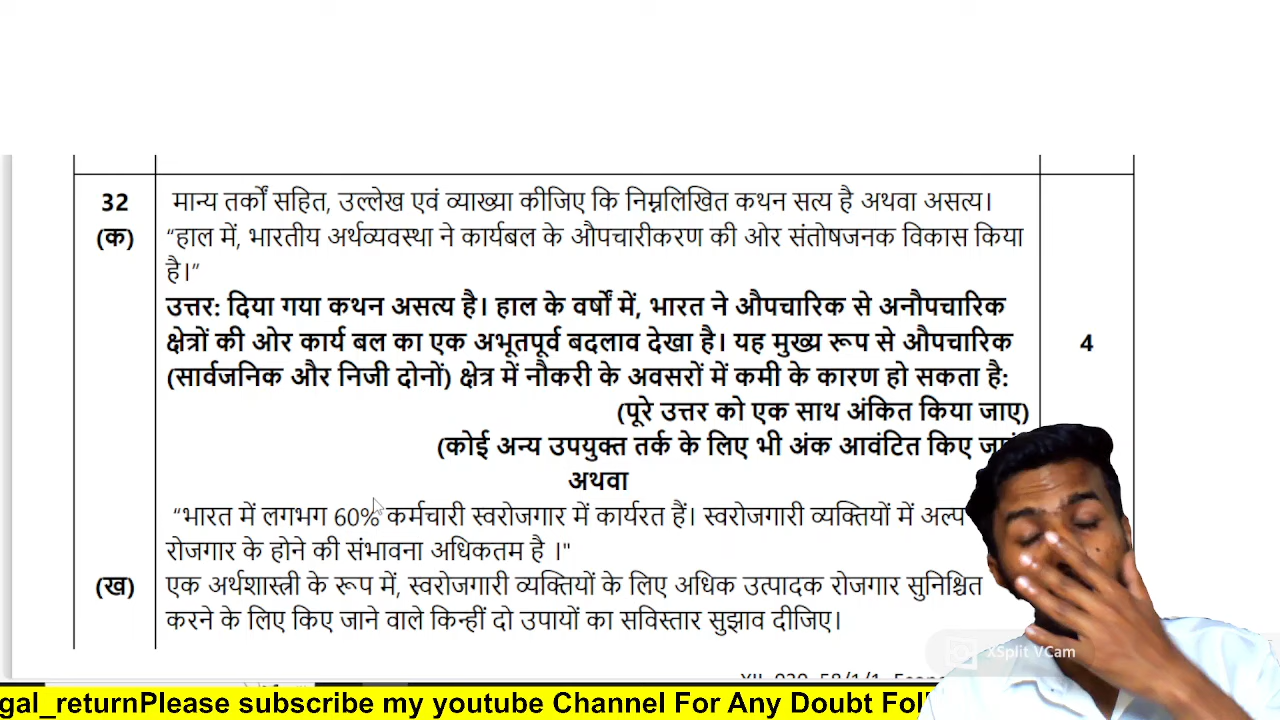 32 मान्य तर्कों सहित, उल्लेख एवं व्याख्या कीजिए कि निम्नलिखित कथन सत्य है अथवा असत्य।
(क) “हाल में, भारतीय अर्थव्यवस्था ने कार्यबल के औपचारीकरण की ओर संतोषजनक विकास किया
है।”
उत्तर: दिया गया कथन असत्य है। हाल के वर्षों में, भारत ने औपचारिक से अनौपचारिक
क्षेत्रों की ओर कार्य बल का एक अभूतपूर्व बदलाव देखा है। यह मुख्य रूप से औपचारिक 4
(सार्वजनिक और निजी दोनों) क्षेत्र में नौकरी के अवसरों में कमी के कारण हो सकता है:
(पूरे उत्तर को एक साथ अंकित किया जाए)
(कोई अन्य उपयुक्त तर्क के लिए भी अंक आवंटित किए
अथवा
“भारत में लगभग 60% कर्मचारी स्वरोजगार में कार्यरत हैं। स्वरोजगारी व्यक्तियों में अल्प
रोजगार के होने की संभावना अधिकतम है ।"
(ख) एक अर्थशास्त्री के रूप में, स्वरोजगारी व्यक्तियों के लिए अधिक उत्पादक रोजगार सुनिश्चित
करने के लिए किए जाने वाले किन्हीं दो उपायों का सविस्तार सुझाव दीजिए।
XSplit VCam
gal_returnPlease subscribe my youtube Channel For Any Doubt Fol